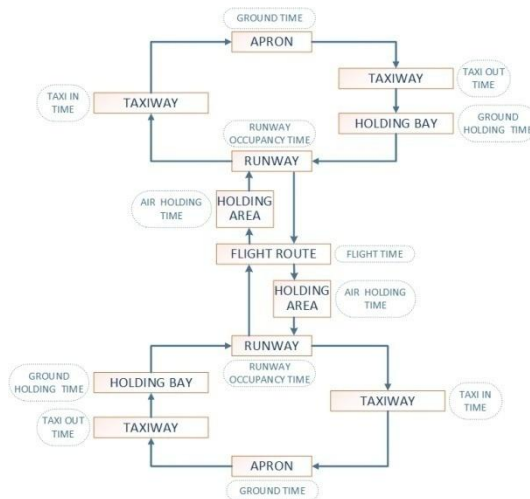 GROUND TIME
APRON
TAXIWAY
TAXI OUT
TIME
TAXI IN
TIME
TAXIWAY
HOLDING BAY
GROUND
HOLDING TIME
RUNWAY
OCCUPANCY TIME
RUNWAY
AIR HOLDING
TIME
HOLDING
AREA
FLIGHT ROUTE
FLIGHT TIME
HOLDING
AREA
AIR HOLDING
TIME
RUNWAY
RUNWAY
OCCUPANCY TIME
GROUND
HOLDING TIME
HOLDING BAY
TAXIWAY
TAXI IN
TIME
TAXI OUT
TIME
TAXIWAY
APRON
GROUND TIME